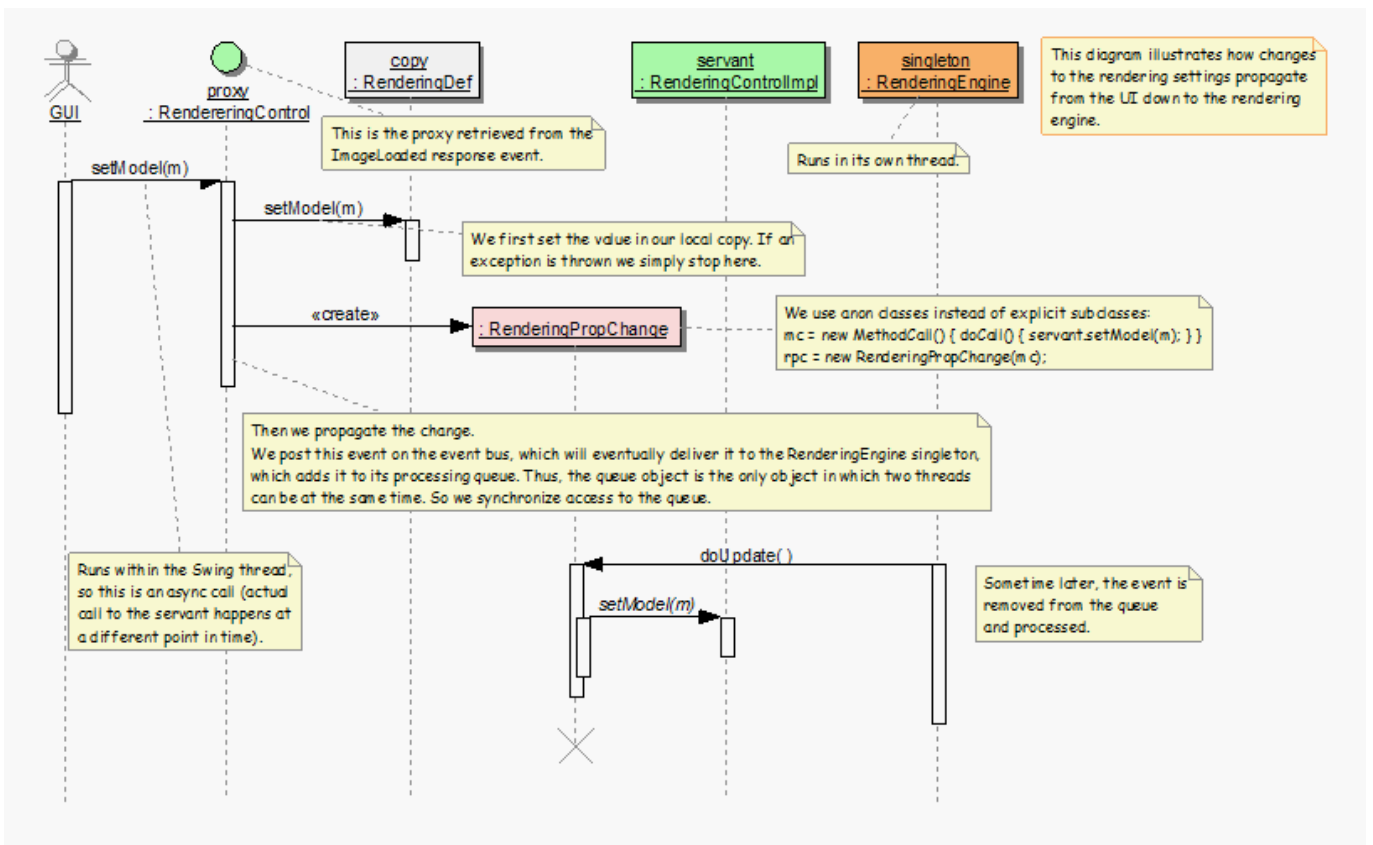 GUI
proxy
: RendereringControl
copy
: RenderingDef
servant
: RenderingControlImpl
singleton
: RenderingEngine
This diagram illustrates how changes
to the rendering settings propagate
from the UI down to the rendering
engine.
This is the proxy retrieved from the
ImageLoaded response event.
Runs in its own thread.
setModel(m)
setModel(m)
We first set the value in our local copy. If an
exception is thrown we simply stop here.
«create»
: RenderingPropChange
We use anon classes instead of explicit subclasses:
mc = new MethodCall() { doCall() { servant.setModel(m); } }
rpc = new RenderingPropChange(mc);
Then we propagate the change.
We post this event on the event bus, which will eventually deliver it to the RenderingEngine singleton,
which adds it to its processing queue. Thus, the queue object is the only object in which two threads
can be at the same time. So we synchronize access to the queue.
Runs within the Swing thread,
so this is an async call (actual
call to the servant happens at
a different point in time).
doUpdate( )
setModel(m)
Sometime later, the event is
removed from the queue
and processed.